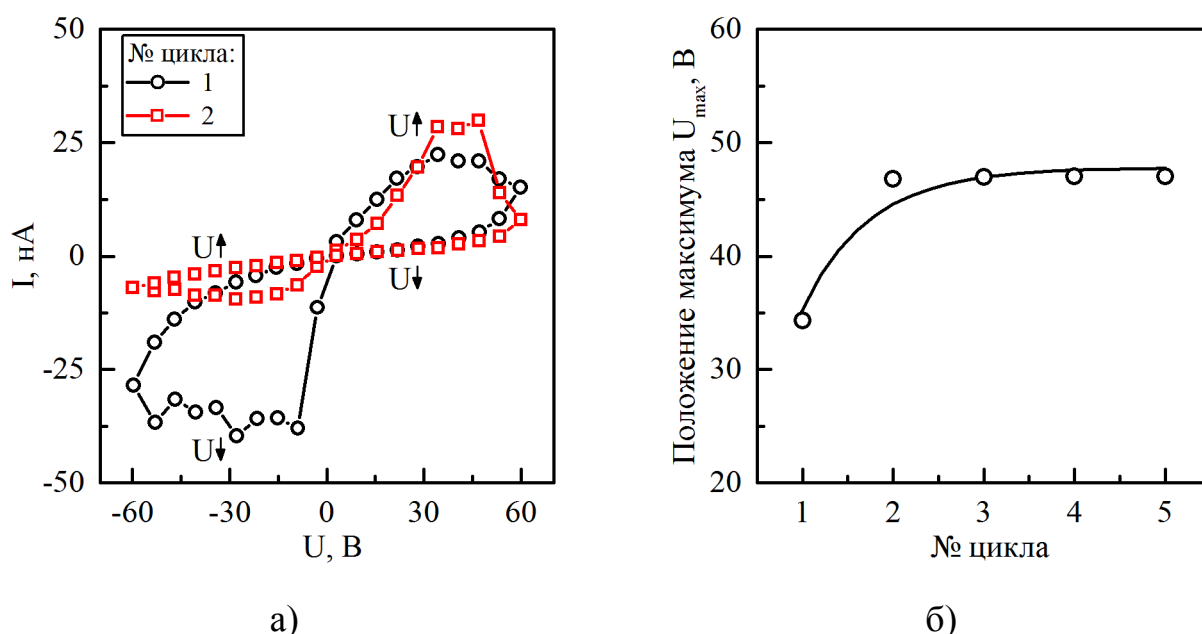 50
25
0
-25
-50
I, нА
№ цикла:
1
2
U
U
U
U
-60
-30
0
30
60
U, В
а)
60
50
40
30
20
Положение максимума Umax, В
1
2
3
4
5
№ цикла
б)